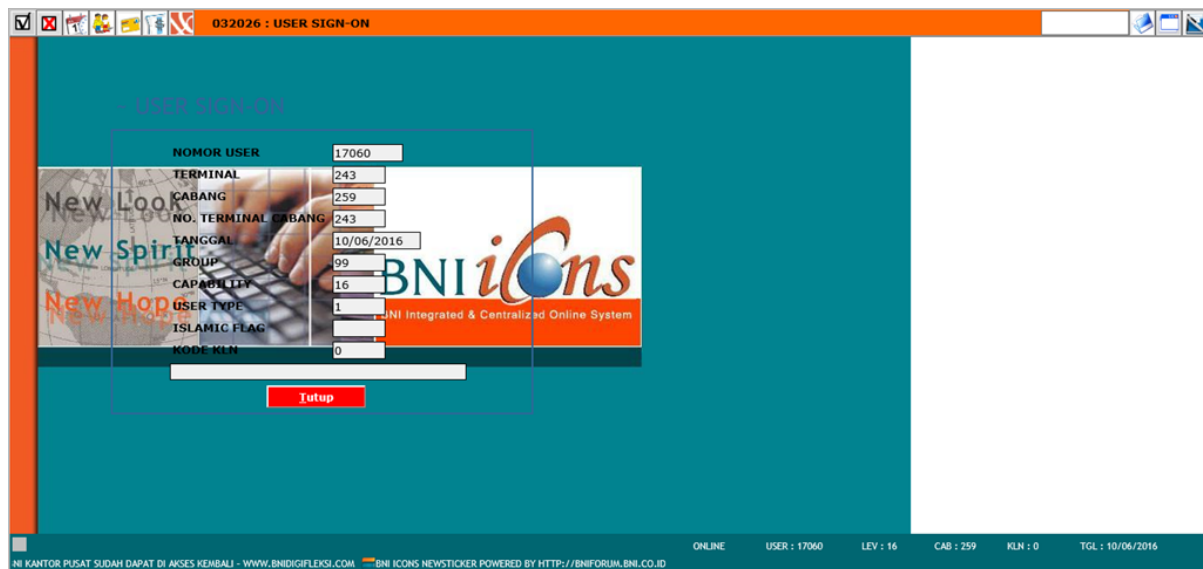 032026 : USER SIGN-ON
- USER SIGN-ON
NOMOR USER 17060
TERMINAL 243
CABANG 259
NO. TERMINAL CABANG 243
TANGGAL 10/06/2016
GROUP 99
CAPABILITY 16
USER TYPE 1
ISLAMIC FLAG
KODE KLN 0
Tutup
New Look
New Spirit
New Hope
BNI icons
BNI Integrated & Centralized Online System
ONLINE USER : 17060 LEV : 16 CAB : 259 KLN : 0 TGL : 10/06/2016
NI KANTOR PUSAT SUDAH DAPAT DI AKSES KEMBALI - WWW.BNIDIGIFLEKSI.COM BNI ICONS NEWSTICKER POWERED BY HTTP://BNIFORUM.BNI.CO.ID